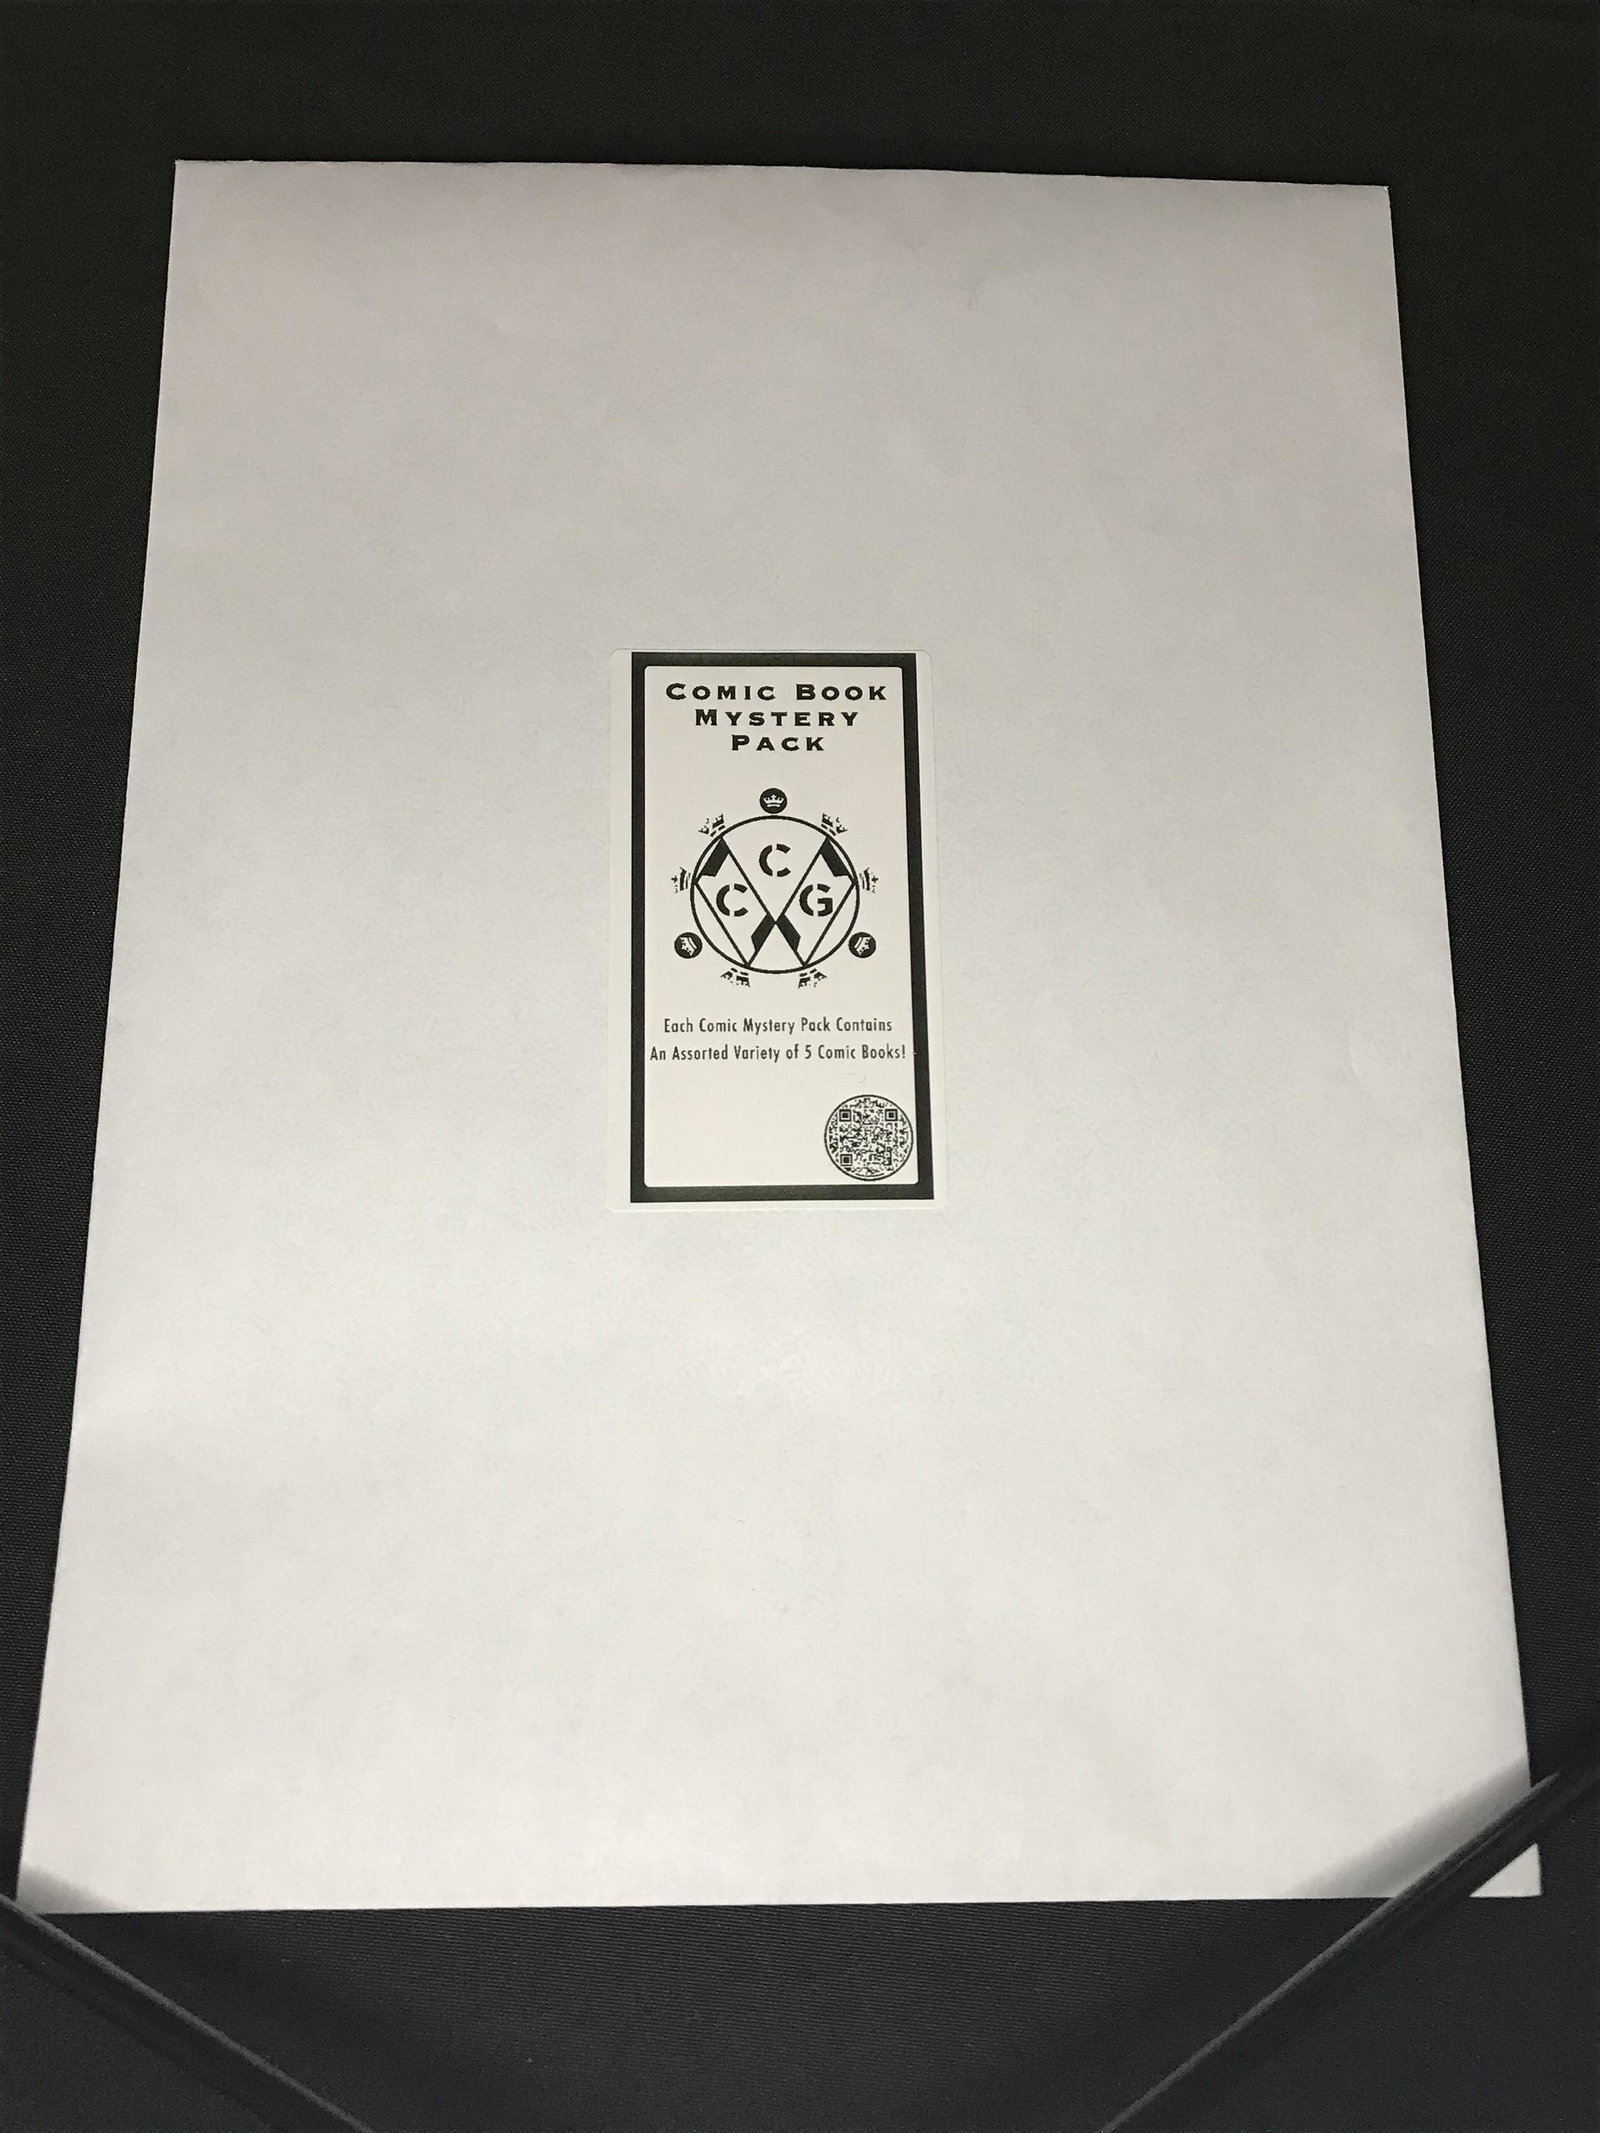 Comic Book
Mystery
Pack
C
C G
Each Comic Mystery Pack Contains
An Assorted Variety of 5 Comic Books!